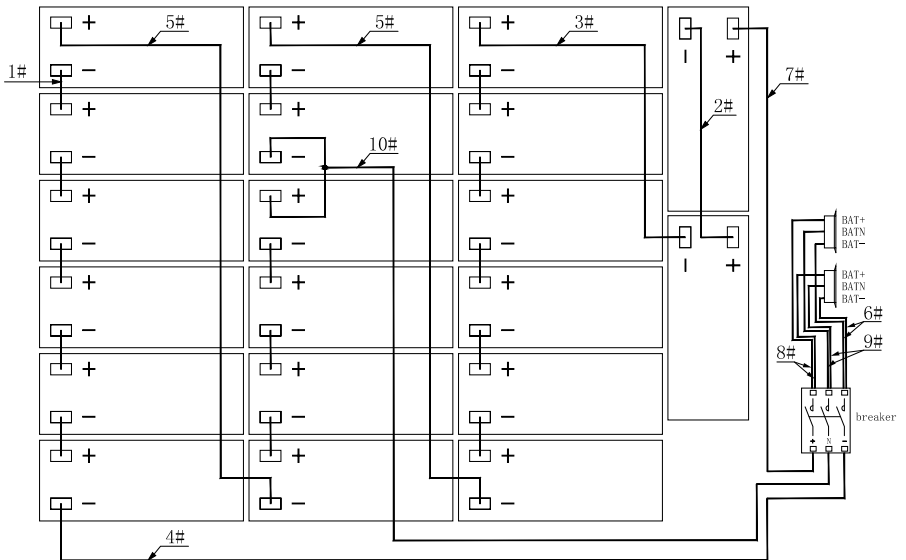 5#
5#
3#
1#
7#
2#
10#
BAT+
BATN
BAT-
BAT+
BATN
BAT-
6#
9#
8#
breaker
+ N -
4#